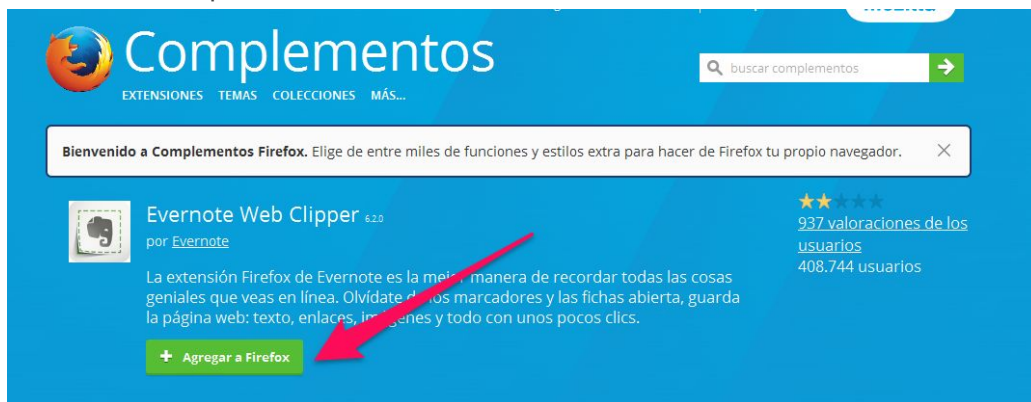 Complementos
EXTENSIONES TEMAS COLECCIONES MÁS...
buscar complementos
Bienvenido a Complementos Firefox. Elige de entre miles de funciones y estilos extra para hacer de Firefox tu propio navegador.
Evernote Web Clipper 6.2.0
por Evernote
La extensión Firefox de Evernote es la mejor manera de recordar todas las cosas
geniales que veas en línea. Olvídate de los marcadores y las fichas abierta, guarda
la página web: texto, enlaces, imágenes y todo con unos pocos clics.
+ Agregar a Firefox
937 valoraciones de los
usuarios
408.744 usuarios